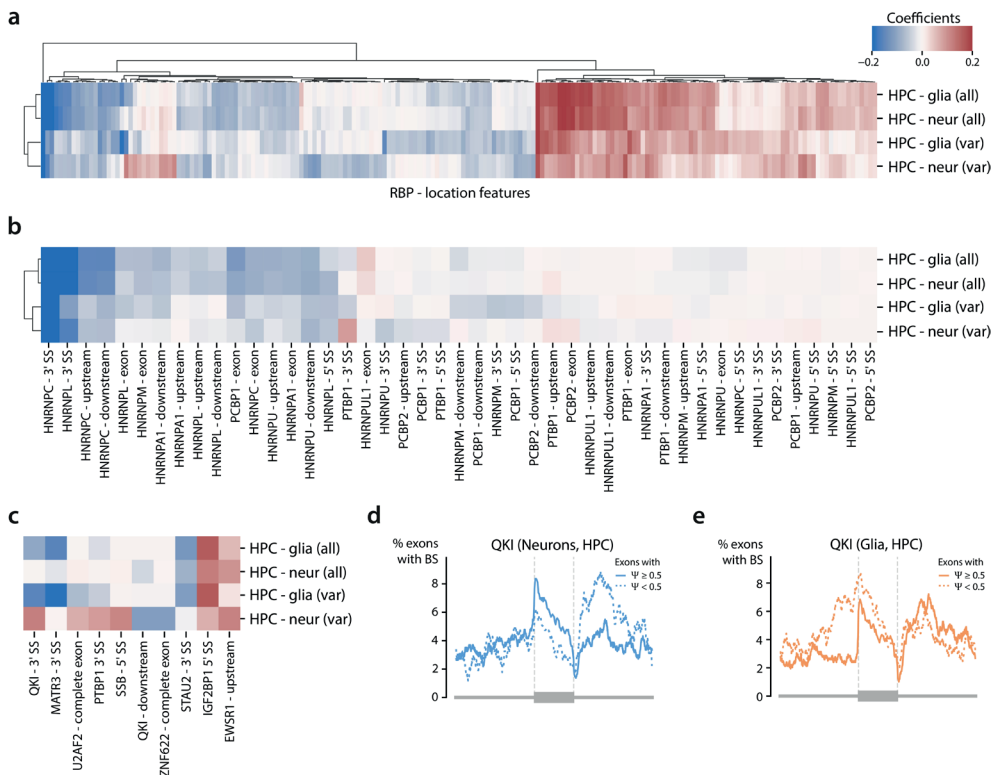 a
Coefficients
−0.2 0.0 0.2
HPC - glia (all)
HPC - neur (all)
HPC - glia (var)
HPC - neur (var)
RBP - location features
b
HPC - glia (all)
HPC - neur (all)
HPC - glia (var)
HPC - neur (var)
HNRNPC - 3' SS
HNRNPL - 3' SS
HNRNPC - upstream
HNRNPC - downstream
HNRNPL - exon
HNRNPM - exon
HNRNPA1 - downstream
HNRNPA1 - upstream
HNRNPL - upstream
HNRNPL - downstream
PCBP1 - exon
HNRNPC - exon
HNRNPU - upstream
HNRNPA1 - exon
HNRNPU - downstream
HNRNPL - 5' SS
PTBP1 - 3' SS
HNRNPUL1 - exon
HNRNPU - 3' SS
PCBP2 - upstream
PCBP1 - 3' SS
PTBP1 - 5' SS
HNRNPM - downstream
PCBP1 - downstream
HNRNPM - 3' SS
PCBP1 - 5' SS
PCBP2 - downstream
PTBP1 - upstream
PCBP2 - exon
HNRNPUL1 - upstream
HNRNPUL1 - downstream
PTBP1 - exon
HNRNPA1 - 3' SS
PTBP1 - downstream
HNRNPM - upstream
HNRNPA1 - 5' SS
HNRNPU - exon
HNRNPC - 5' SS
HNRNPUL1 - 3' SS
PCBP2 - 3' SS
PCBP1 - upstream
HNRNPU - 5' SS
HNRNPM - 5' SS
HNRNPUL1 - 5' SS
PCBP2 - 5' SS
c
HPC - glia (all)
HPC - neur (all)
HPC - glia (var)
HPC - neur (var)
QKI - 3' SS
MATR3 - 3' SS
U2AF2 - complete exon
PTBP1 3' SS
SSB - 5' SS
QKI - downstream
ZNF622 - complete exon
STAU2 - 3' SS
IGF2BP1 5' SS
EWSR1 - upstream
d
% exons
with BS
QKI (Neurons, HPC)
Exons with
Ψ ≥ 0.5
Ψ < 0.5
8
6
4
2
0
e
% exons
with BS
QKI (Glia, HPC)
Exons with
Ψ ≥ 0.5
Ψ < 0.5
8
6
4
2
0